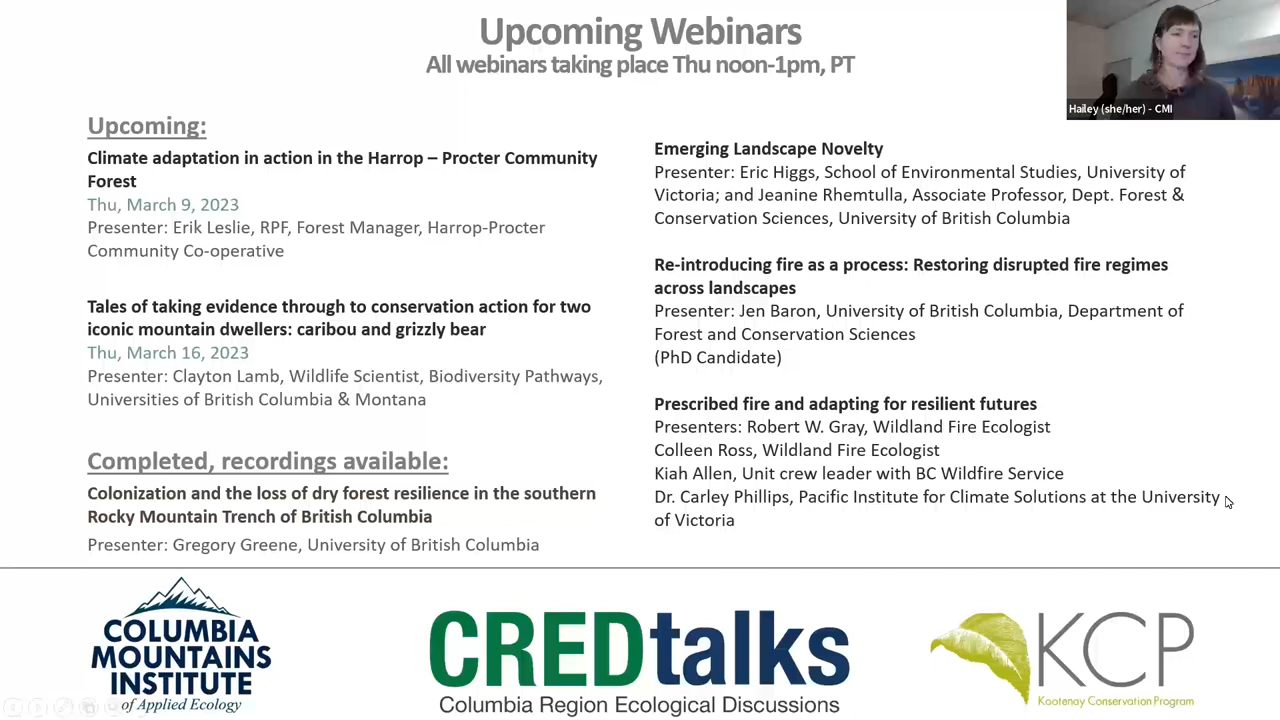 Upcoming Webinars
All webinars taking place Thu noon-1pm, PT
Hailey (she/her) - CMI
Upcoming:
Climate adaptation in action in the Harrop – Procter Community
Forest
Thu, March 9, 2023
Presenter: Erik Leslie, RPF, Forest Manager, Harrop-Procter
Community Co-operative
Tales of taking evidence through to conservation action for two
iconic mountain dwellers: caribou and grizzly bear
Thu, March 16, 2023
Presenter: Clayton Lamb, Wildlife Scientist, Biodiversity Pathways,
Universities of British Columbia & Montana
Completed, recordings available:
Colonization and the loss of dry forest resilience in the southern
Rocky Mountain Trench of British Columbia
Presenter: Gregory Greene, University of British Columbia
Emerging Landscape Novelty
Presenter: Eric Higgs, School of Environmental Studies, University of
Victoria; and Jeanine Rhemtulla, Associate Professor, Dept. Forest &
Conservation Sciences, University of British Columbia
Re-introducing fire as a process: Restoring disrupted fire regimes
across landscapes
Presenter: Jen Baron, University of British Columbia, Department of
Forest and Conservation Sciences
(PhD Candidate)
Prescribed fire and adapting for resilient futures
Presenters: Robert W. Gray, Wildland Fire Ecologist
Colleen Ross, Wildland Fire Ecologist
Kiah Allen, Unit crew leader with BC Wildfire Service
Dr. Carley Phillips, Pacific Institute for Climate Solutions at the University
of Victoria
COLUMBIA
MOUNTAINS
INSTITUTE
of Applied Ecology
CREDtalks
Columbia Region Ecological Discussions
KCP
Kootenay Conservation Program